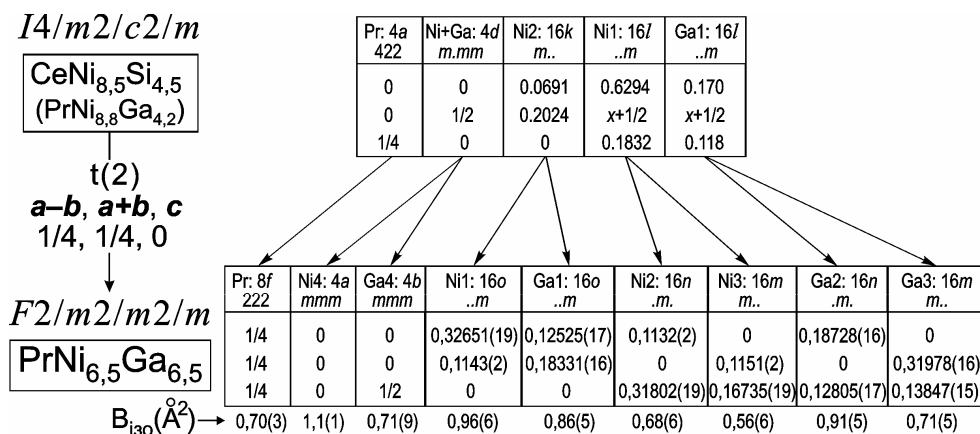 I4/m2/c2/m
CeNi8,5Si4,5
(PrNi8,8Ga4,2)
t(2)
a–b, a+b, c
1/4, 1/4, 0
F2/m2/m2/m
PrNi6,5Ga6,5
Pr: 4a Ni+Ga: 4d Ni2: 16k Ni1: 16l Ga1: 16l
422 m.mm m.. ..m ..m
0 0 0.0691 0.6294 0.170
0 1/2 0.2024 x+1/2 x+1/2
1/4 0 0 0.1832 0.118
Pr: 8f Ni4: 4a Ga4: 4b Ni1: 16o Ga1: 16o Ni2: 16n Ni3: 16m Ga2: 16n Ga3: 16m
222 mmm mmm ..m ..m .m. m.. .m. m..
1/4 0 0 0,32651(19) 0,12525(17) 0,1132(2) 0 0,18728(16) 0
1/4 0 0 0,1143(2) 0,18331(16) 0 0,1151(2) 0 0,31978(16)
1/4 0 1/2 0 0 0,31802(19) 0,16735(19) 0,12805(17) 0,13847(15)
Biso(Å2) 0,70(3) 1,1(1) 0,71(9) 0,96(6) 0,86(5) 0,68(6) 0,56(6) 0,91(5) 0,71(5)